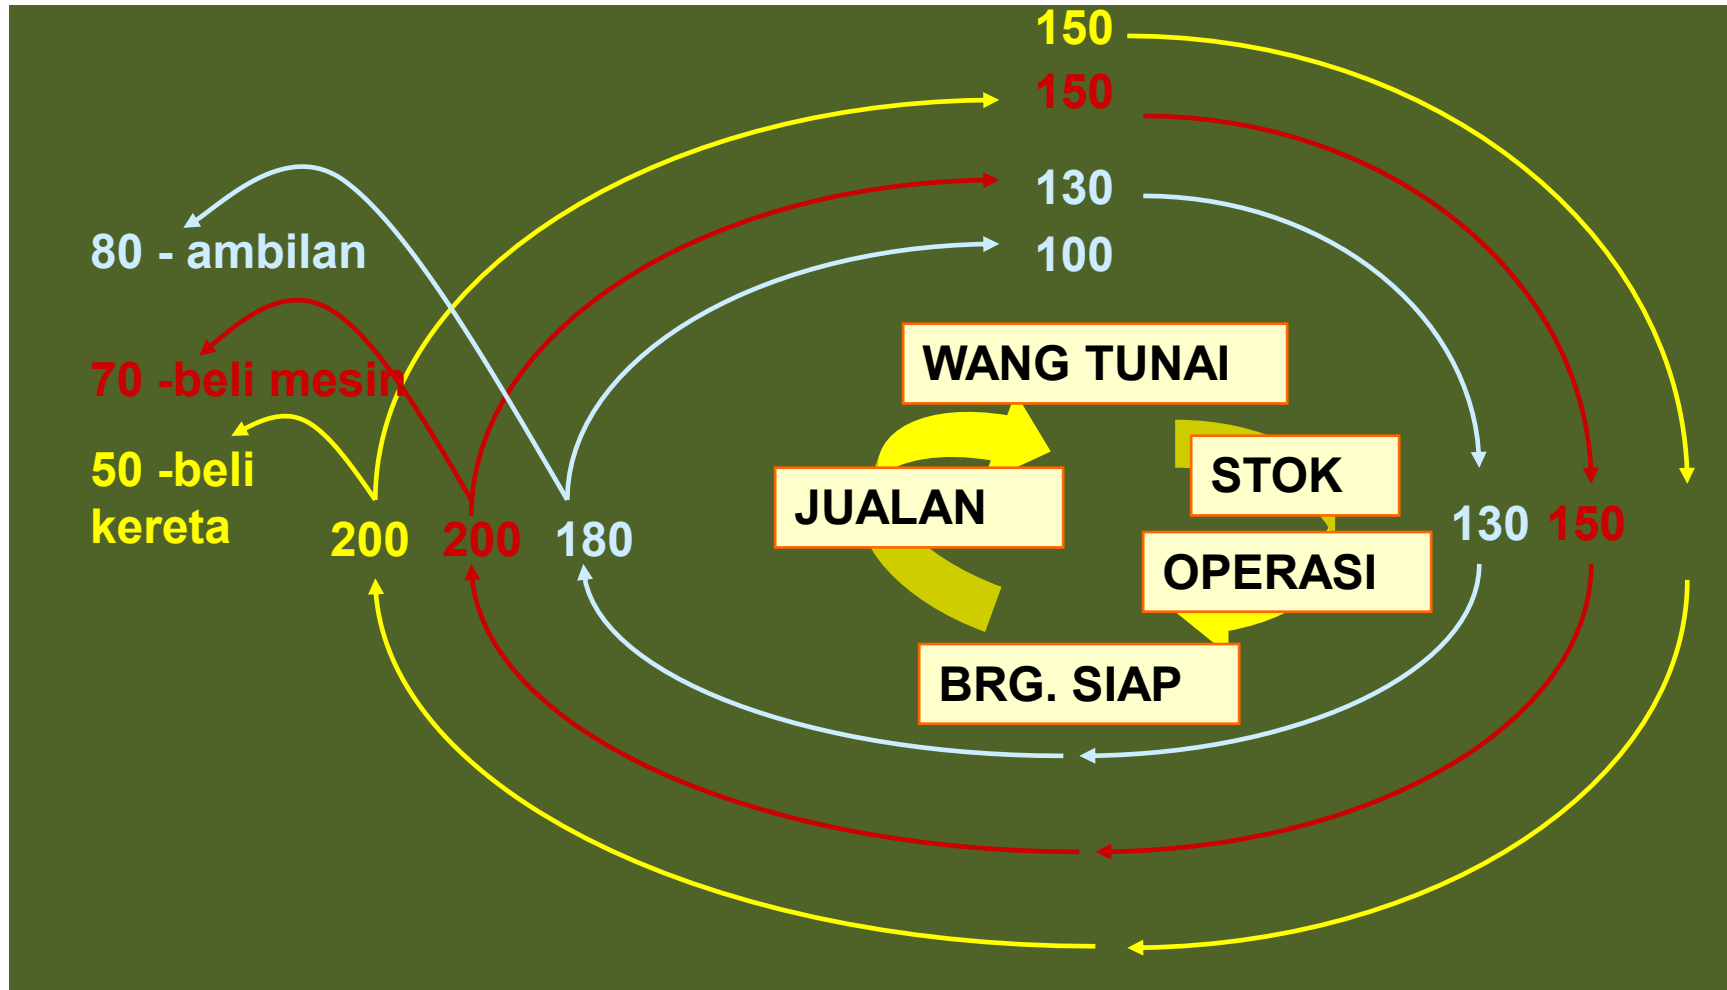 150
150
130
100
80 - ambilan
70 -beli mesin
50 -beli
kereta
200 200 180
WANG TUNAI
STOK
JUALAN
OPERASI
BRG. SIAP
130 150